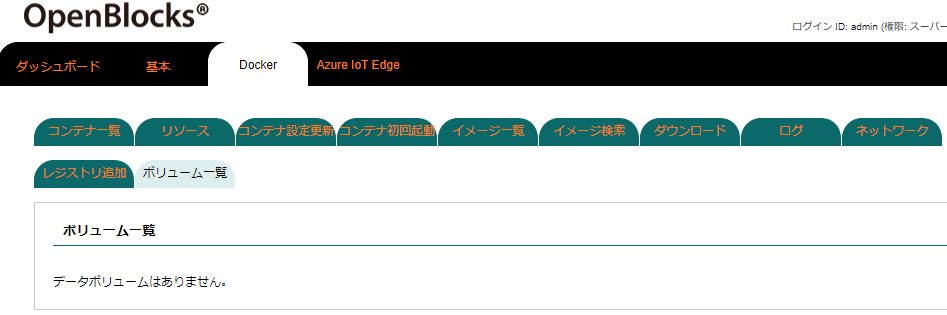 OpenBlocks®
ログイン ID: admin (権限: スーパー
ダッシュボード 基本 Docker Azure IoT Edge
コンテナ一覧 リソース コンテナ設定更新 コンテナ初回起動 イメージ一覧 イメージ検索 ダウンロード ログ ネットワーク
レジストリ追加 ボリューム一覧
ボリューム一覧
データボリュームはありません。